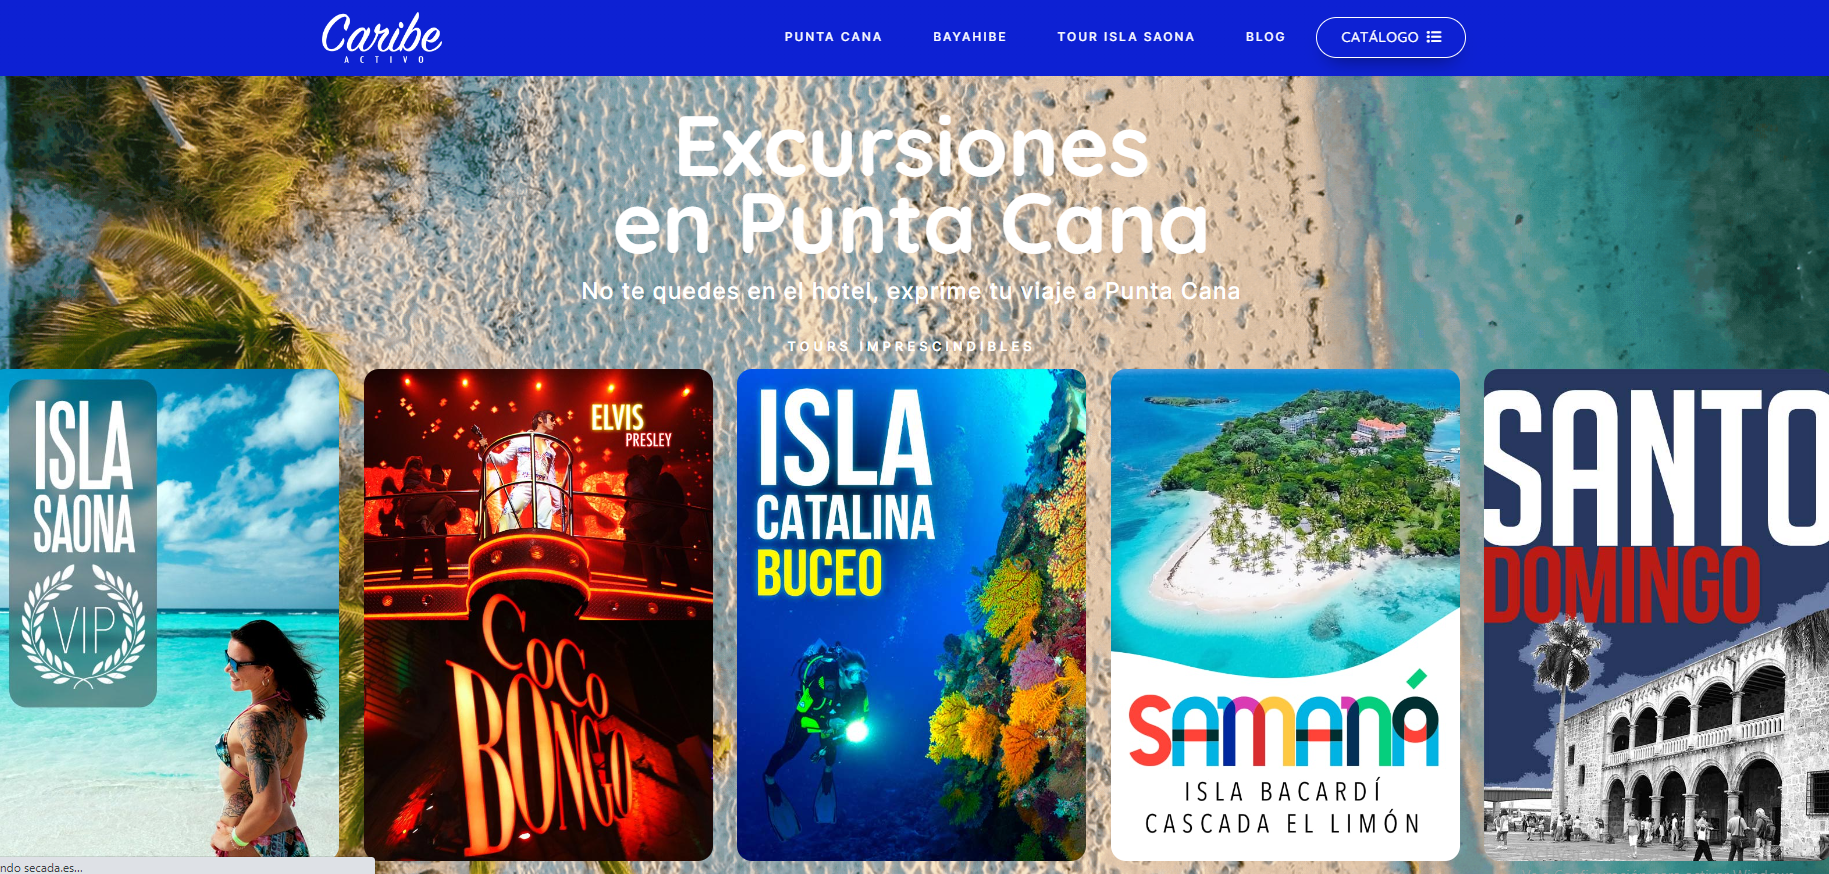 Caribe
ACTIVO
PUNTA CANA
BAYAHIBE
TOUR ISLA SAONA
BLOG
CATÁLOGO
Excursiones
en Punta Cana
No te quedes en el hotel, exprime tu viaje a Punta Cana
TOURS IMPRESCINDIBLES
ISLA
SAONA
VIP
ELVIS
PRESLEY
COCO
BONGO
ISLA
CATALINA
BUCEO
SAMANÁ
ISLA BACARDÍ
CASCADA EL LIMÓN
SANTO
DOMINGO
ndo secada.es...